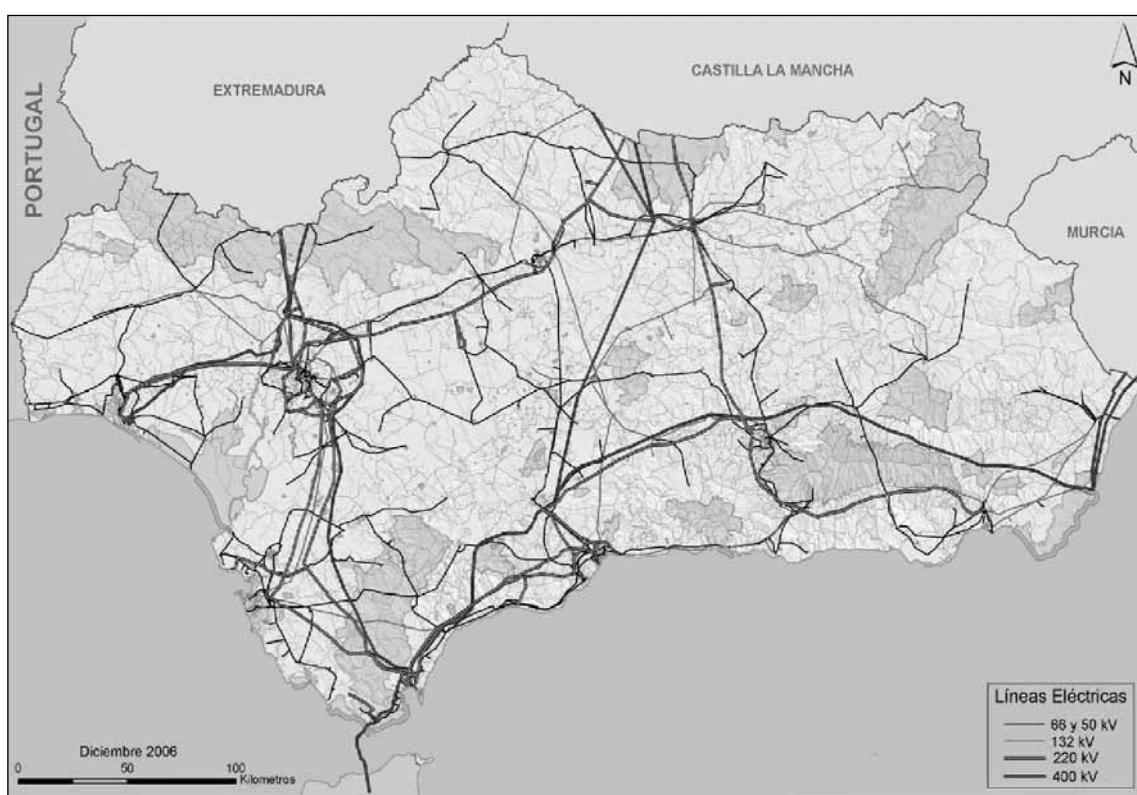 EXTREMADURA
CASTILLA LA MANCHA
N
PORTUGAL
MURCIA
Líneas Eléctricas
66 y 50 kV
132 kV
220 kV
400 kV
Diciembre 2006
0 50 100
Kilometros